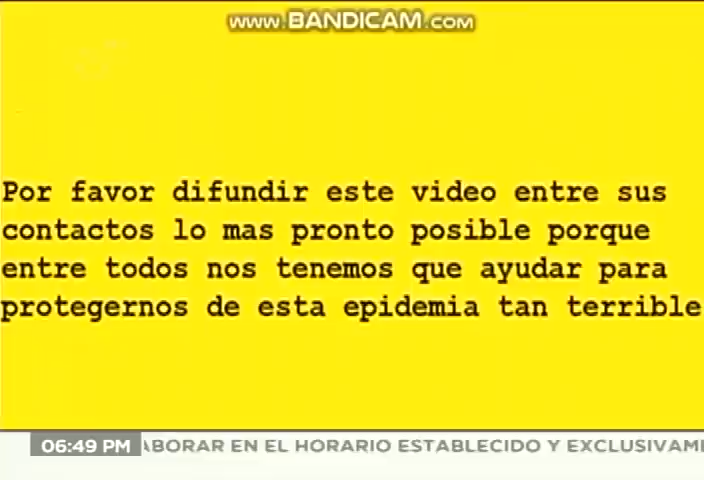 www.BANDICAM.com
Por favor difundir este video entre sus
contactos lo mas pronto posible porque
entre todos nos tenemos que ayudar para
protegernos de esta epidemia tan terrible
06:49 PM ABORAR EN EL HORARIO ESTABLECIDO Y EXCLUSIVAM